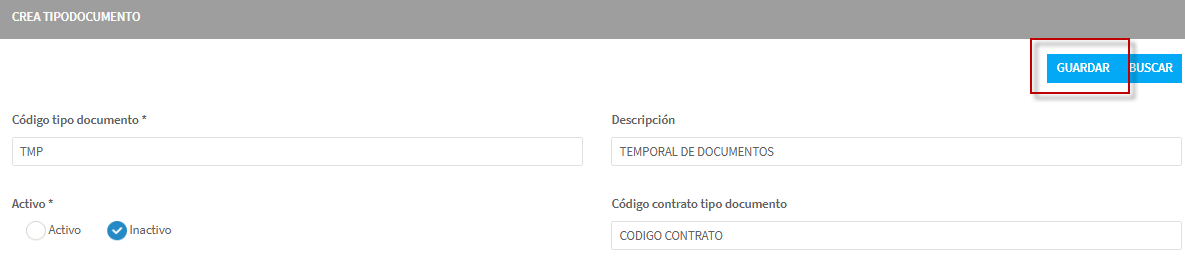 CREA TIPODOCUMENTO
GUARDAR BUSCAR
Código tipo documento * Descripción
TMP TEMPORAL DE DOCUMENTOS
Activo * Código contrato tipo documento
Activo Inactivo
CODIGO CONTRATO